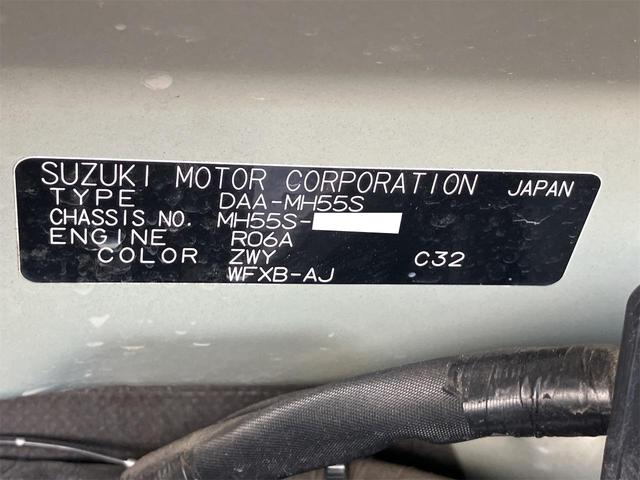 SUZUKI MOTOR CORPORATION JAPAN
TYPE DAA-MH55S
CHASSIS NO. MH55S-
ENGINE R06A
COLOR ZWY C32
WFXB-AJ